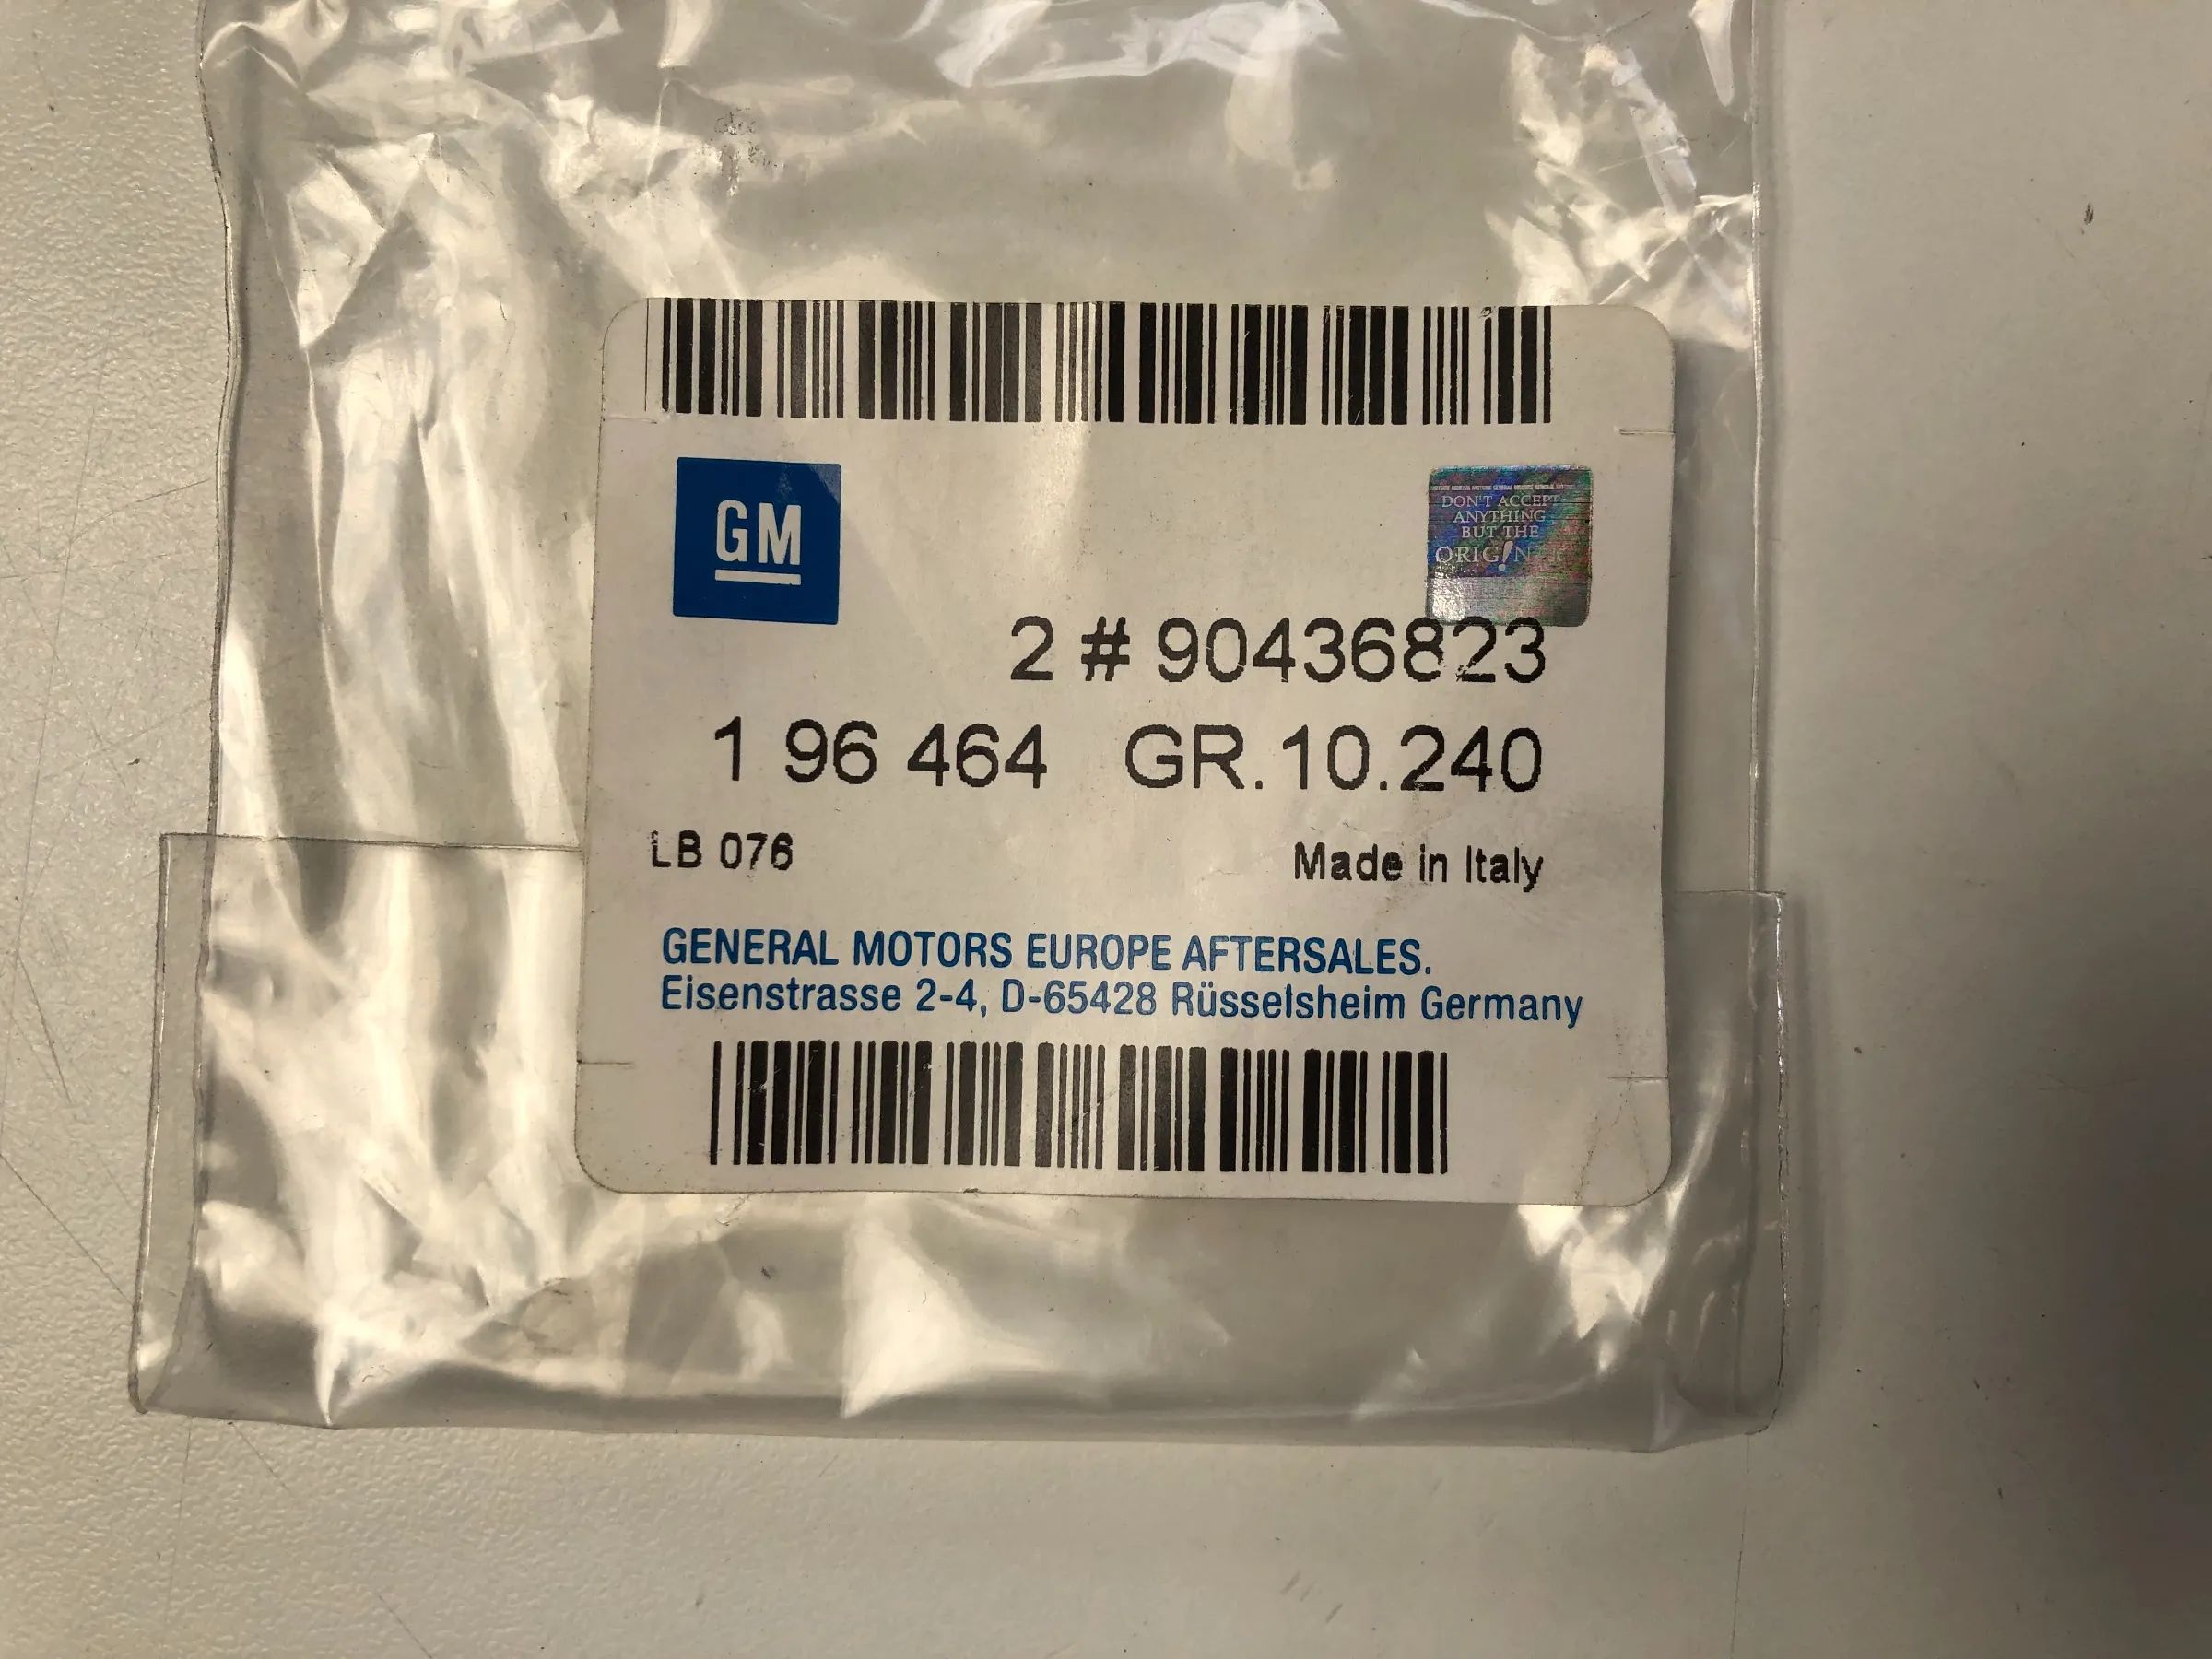 GM
DON'T ACCEPT
ANYTHING
BUT THE
2 # 90436823
1 96 464 GR.10.240
LB 076 Made in Italy
GENERAL MOTORS EUROPE AFTERSALES.
Eisenstrasse 2-4, D-65428 Rüsselsheim Germany